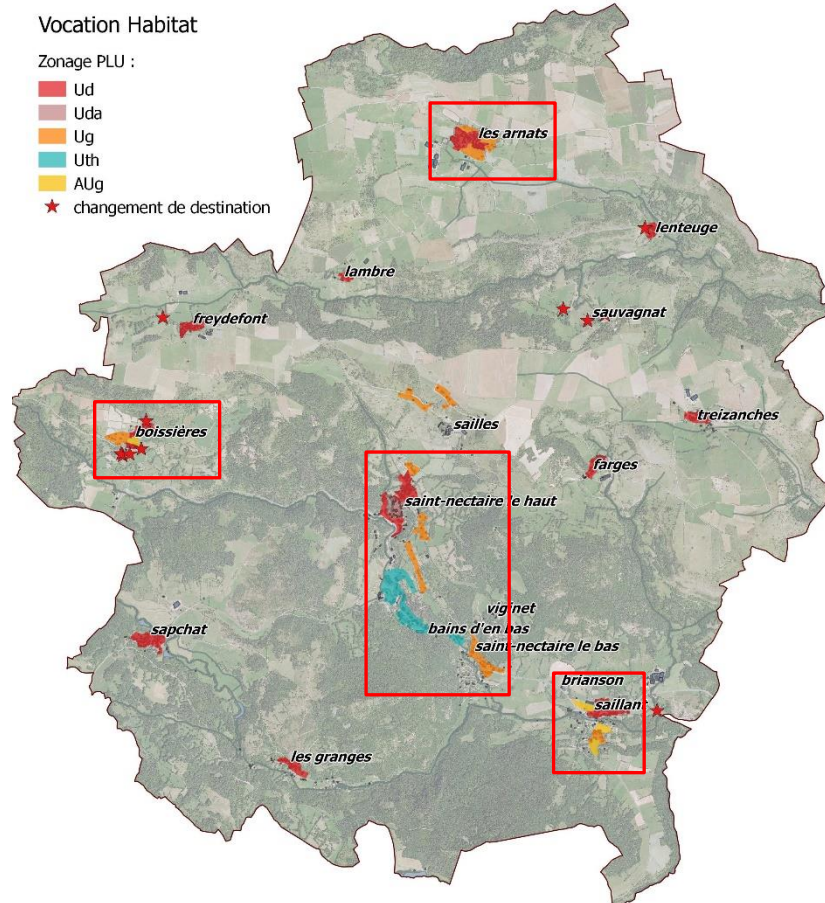 Vocation Habitat
Zonage PLU :
Ud
Uda
Ug
Uth
AUg
changement de destination
les arnats
lenteuge
lambre
sauvagnat
freydefont
treizanches
boissières
sailles
farges
saint-nectaire le haut
viginet
bains d'en bas
sapchat
saint-nectaire le bas
brianson
saillant
les granges